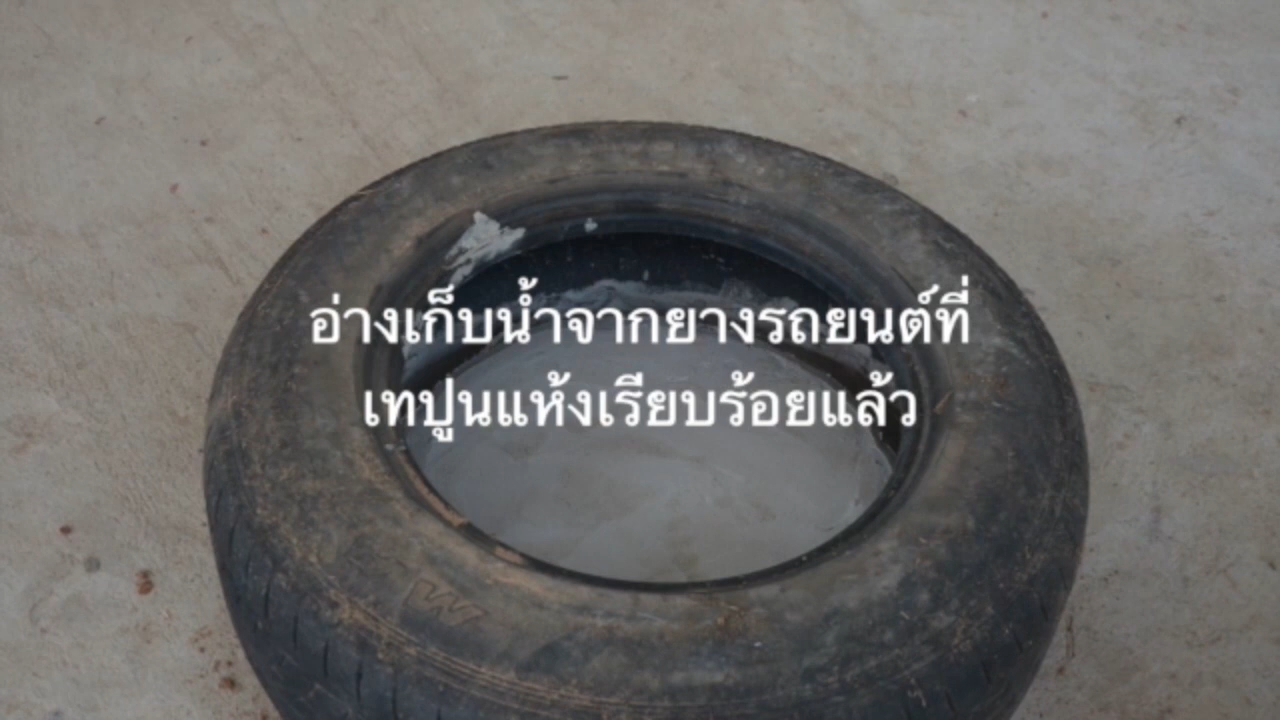 อ่างเก็บน้ำจากยางรถยนต์ที่
เทปูนแห้งเรียบร้อยแล้ว